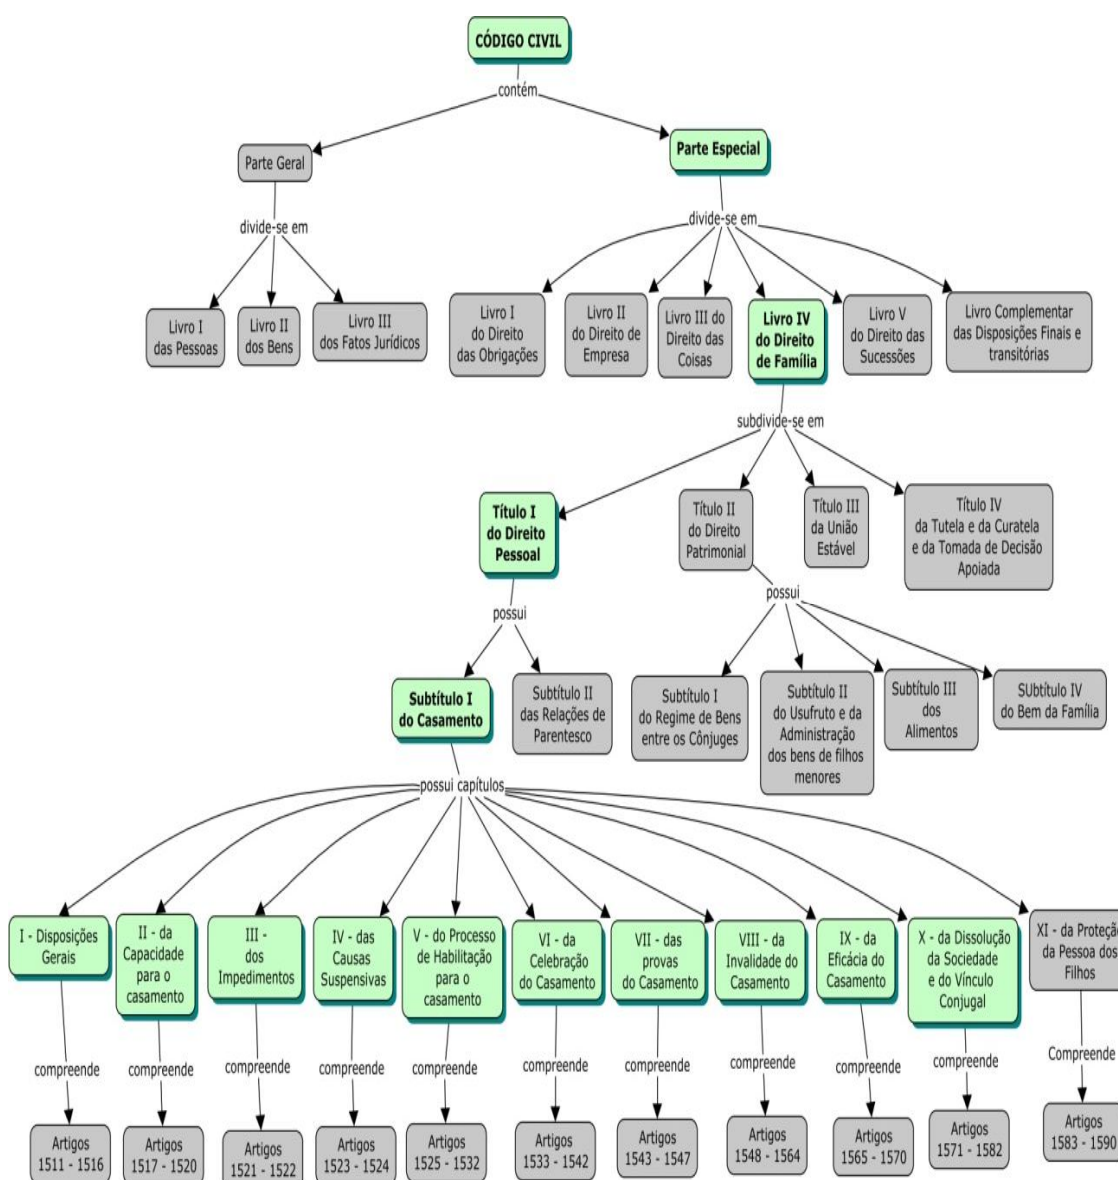 CÓDIGO CIVIL
contém
Parte Geral
Parte Especial
divide-se em
divide-se em
Livro I
das Pessoas
Livro II
dos Bens
Livro III
dos Fatos Jurídicos
Livro I
do Direito
das Obrigações
Livro II
do Direito de
Empresa
Livro III do
Direito das
Coisas
Livro IV
do Direito
de Família
Livro V
do Direito das
Sucessões
Livro Complementar
das Disposições Finais e
transitórias
subdivide-se em
Título I
do Direito
Pessoal
Título II
do Direito
Patrimonial
Título III
da União
Estável
Título IV
da Tutela e da Curatela
e da Tomada de Decisão
Apoiada
possui
possui
Subtítulo I
do Casamento
Subtítulo II
das Relações de
Parentesco
Subtítulo I
do Regime de Bens
entre os Cônjuges
Subtítulo II
do Usufruto e da
Administração
dos bens de filhos
menores
Subtítulo III
dos
Alimentos
SUbtítulo IV
do Bem da Família
possui capítulos
I - Disposições
Gerais
II - da
Capacidade
para o
casamento
III -
dos
Impedimentos
IV - das
Causas
Suspensivas
V - do Processo
de Habilitação
para o
casamento
VI - da
Celebração
do Casamento
VII - das
provas
do Casamento
VIII - da
Invalidade do
Casamento
IX - da
Eficácia do
Casamento
X - da Dissolução
da Sociedade
e do Vínculo
Conjugal
XI - da Proteção
da Pessoa dos
Filhos
compreende
compreende
compreende
compreende
compreende
compreende
compreende
compreende
compreende
compreende
Compreende
Artigos
1511 - 1516
Artigos
1517 - 1520
Artigos
1521 - 1522
Artigos
1523 - 1524
Artigos
1525 - 1532
Artigos
1533 - 1542
Artigos
1543 - 1547
Artigos
1548 - 1564
Artigos
1565 - 1570
Artigos
1571 - 1582
Artigos
1583 - 1590